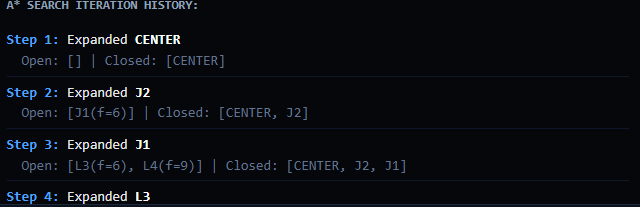 A* SEARCH ITERATION HISTORY:
Step 1: Expanded CENTER
Open: [] | Closed: [CENTER]
Step 2: Expanded J2
Open: [J1(f=6)] | Closed: [CENTER, J2]
Step 3: Expanded J1
Open: [L3(f=6), L4(f=9)] | Closed: [CENTER, J2, J1]
Step 4: Expanded L3